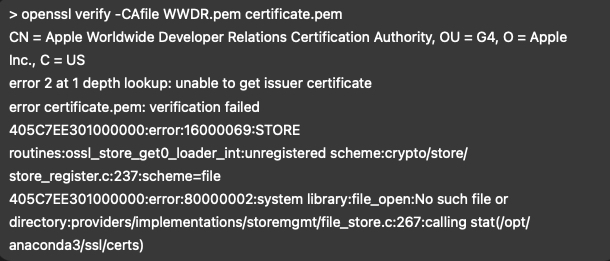 > openssl verify -CAfile WWDR.pem certificate.pem
CN = Apple Worldwide Developer Relations Certification Authority, OU = G4, O = Apple
Inc., C = US
error 2 at 1 depth lookup: unable to get issuer certificate
error certificate.pem: verification failed
405C7EE301000000:error:16000069:STORE
routines:ossl_store_get0_loader_int:unregistered scheme:crypto/store/
store_register.c:237:scheme=file
405C7EE301000000:error:80000002:system library:file_open:No such file or
directory:providers/implementations/storemgmt/file_store.c:267:calling stat(/opt/
anaconda3/ssl/certs)